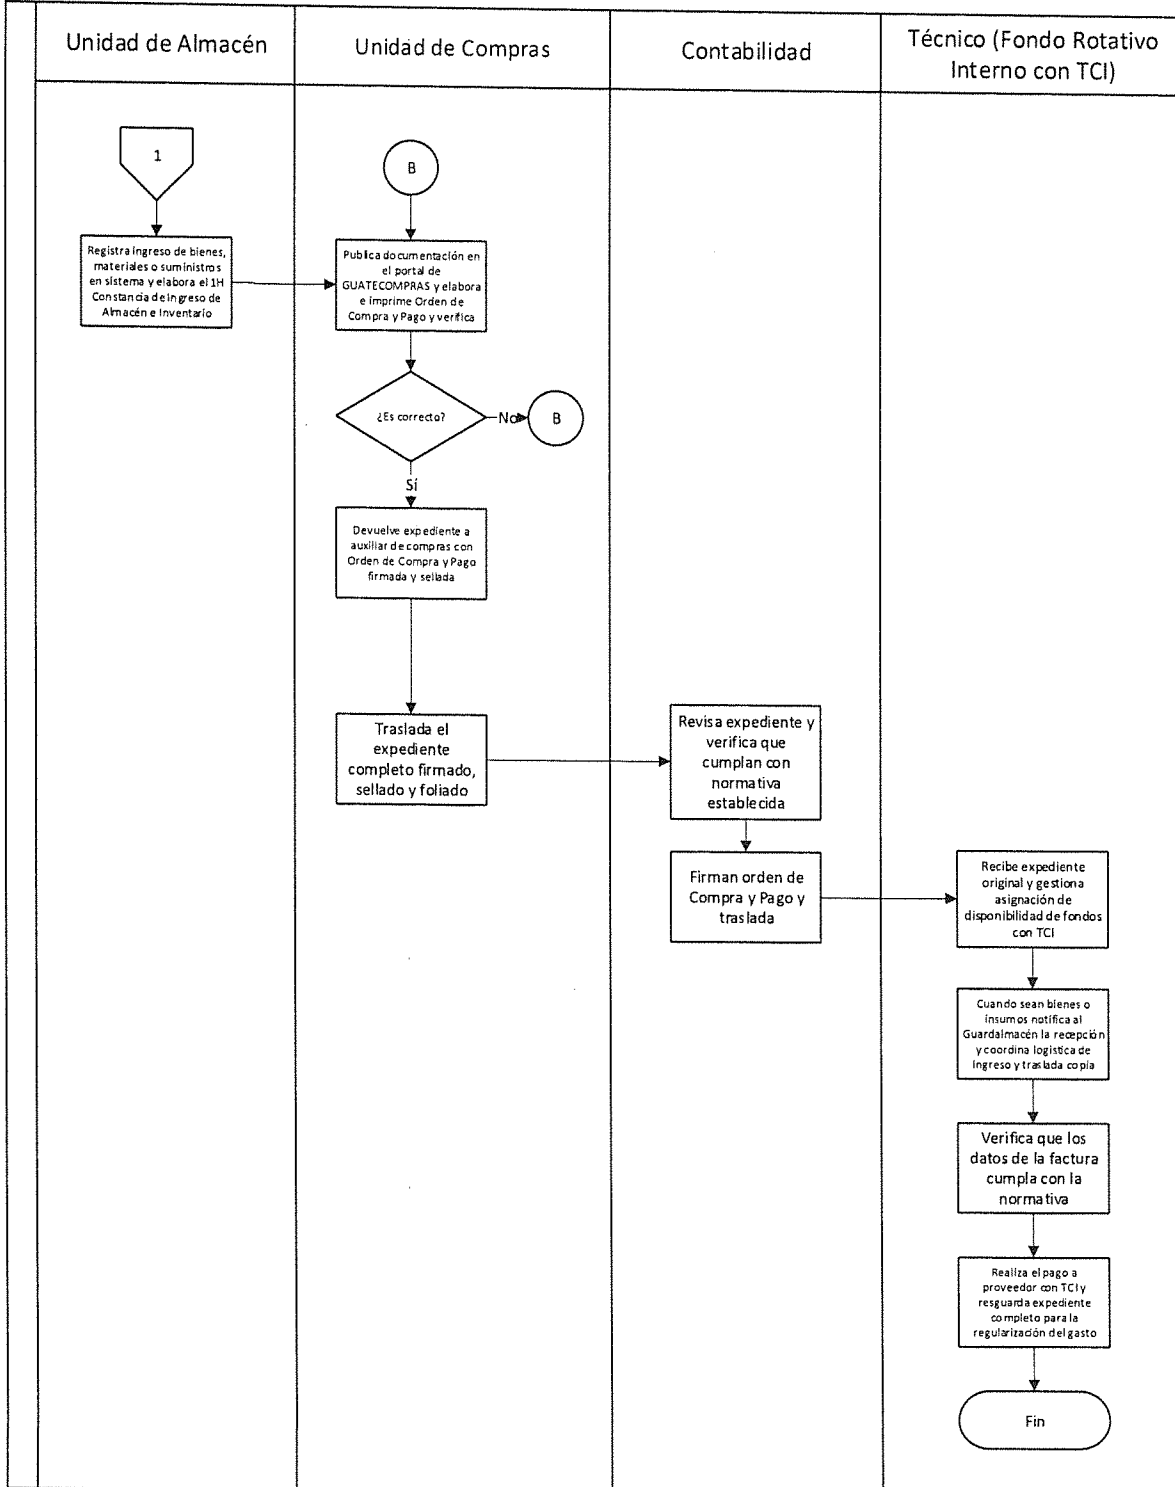 Unidad de Almacén
Unidad de Compras
Contabilidad
Técnico (Fondo Rotativo
Interno con TCI)
1
B
Registra ingreso de bienes,
materiales o suministros
en sistema y elabora el 1H
Constancia de Ingreso de
Almacén e Inventario
Publica documentación en
el portal de
GUATECOMPRAS y elabora
e imprime Orden de
Compra y Pago y verifica
¿Es correcto?
No
B
Sí
Devuelve expediente a
auxiliar de compras con
Orden de Compra y Pago
firmada y sellada
Traslada el
expediente
completo firmado,
sellado y foliado
Revisa expediente y
verifica que
cumplan con
normativa
establecida
Firman orden de
Compra y Pago y
traslada
Recibe expediente
original y gestiona
asignación de
disponibilidad de fondos
con TCI
Cuando sean bienes o
insumos notifica al
Guardalmacén la recepción
y coordina logística de
ingreso y traslada copia
Verifica que los
datos de la factura
cumpla con la
normativa
Realiza el pago a
proveedor con TCI y
resguarda expediente
completo para la
regularización del gasto
Fin